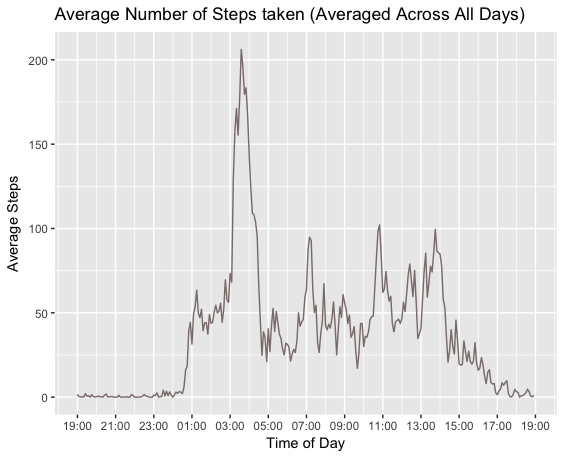 Average Number of Steps taken (Averaged Across All Days)
Average Steps
200
150
100
50
0
19:00 21:00 23:00 01:00 03:00 05:00 07:00 09:00 11:00 13:00 15:00 17:00 19:00
Time of Day